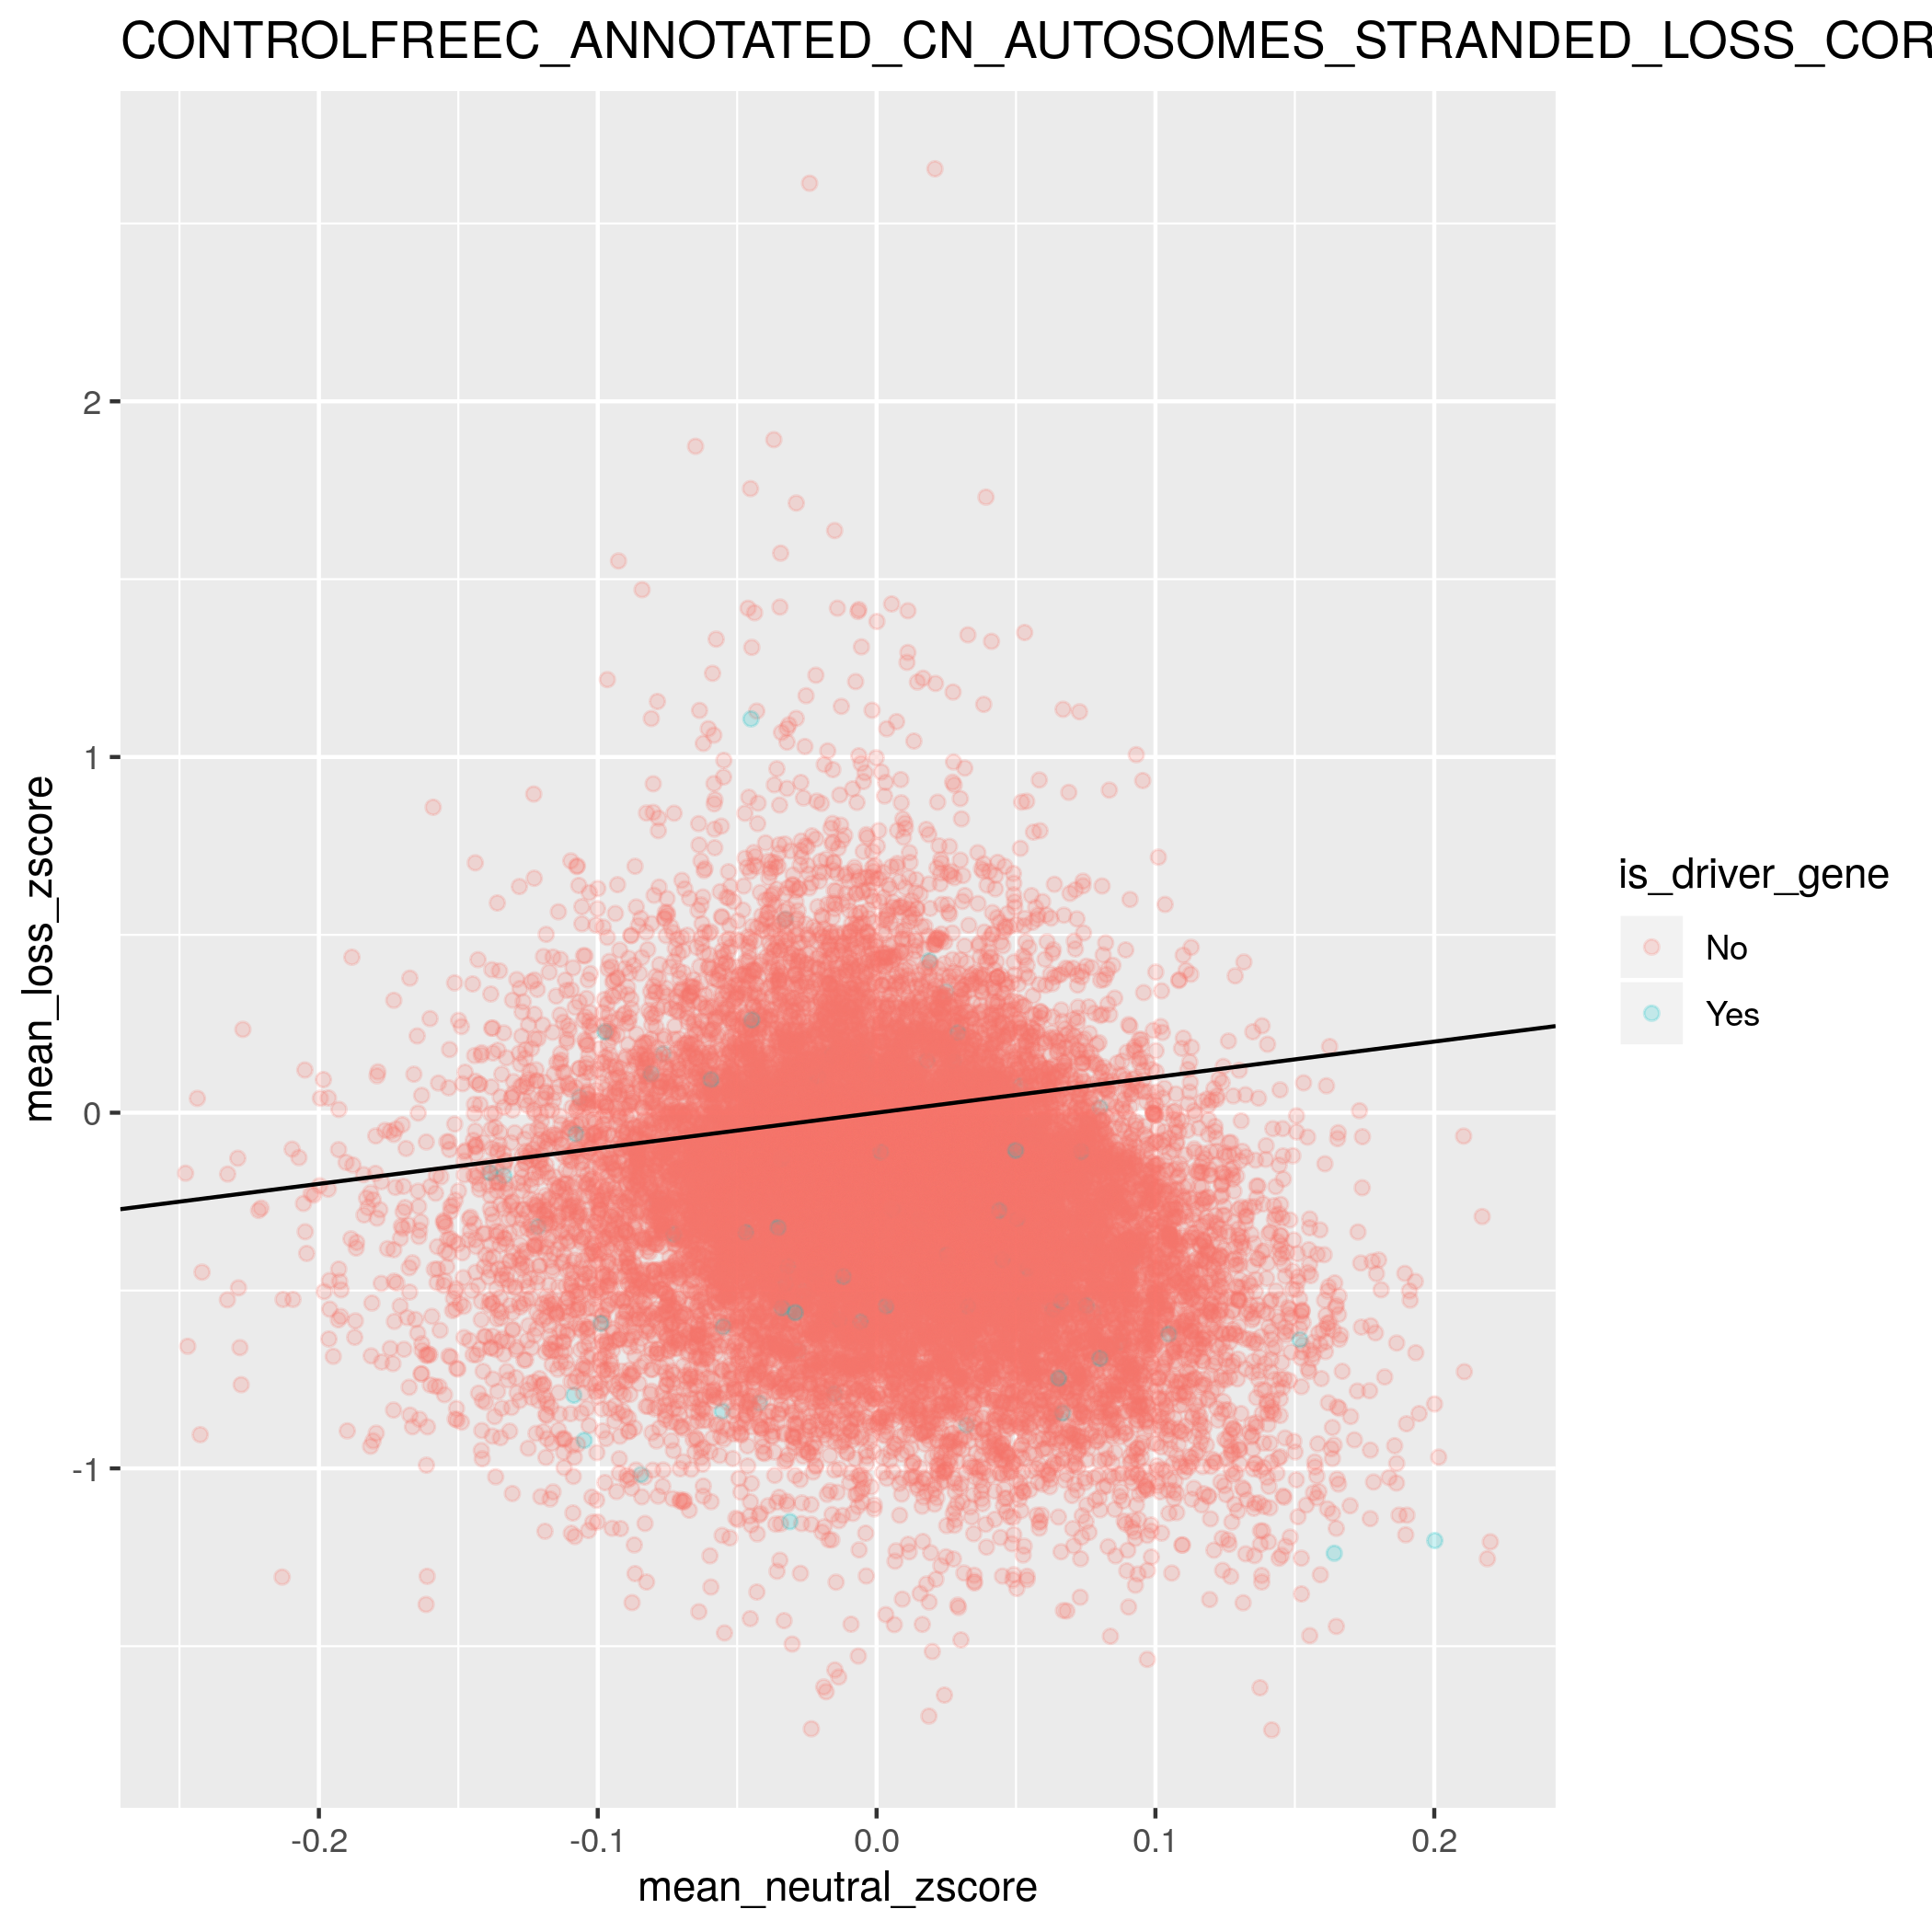 CONTROLFREEC_ANNOTATED_CN_AUTOSOMES_STRANDED_LOSS_COR
mean_loss_zscore
2
1
0
-1
-0.2 -0.1 0.0 0.1 0.2
mean_neutral_zscore
is_driver_gene
No
Yes